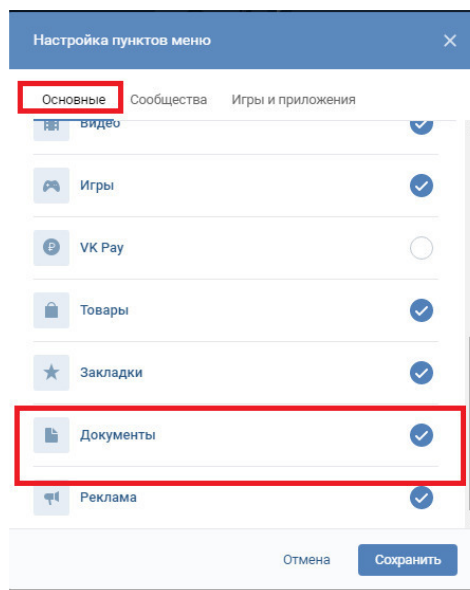 Настройка пунктов меню
Основные Сообщества Игры и приложения
Видео
Игры
VK Pay
Товары
Закладки
Документы
Реклама
Отмена Сохранить